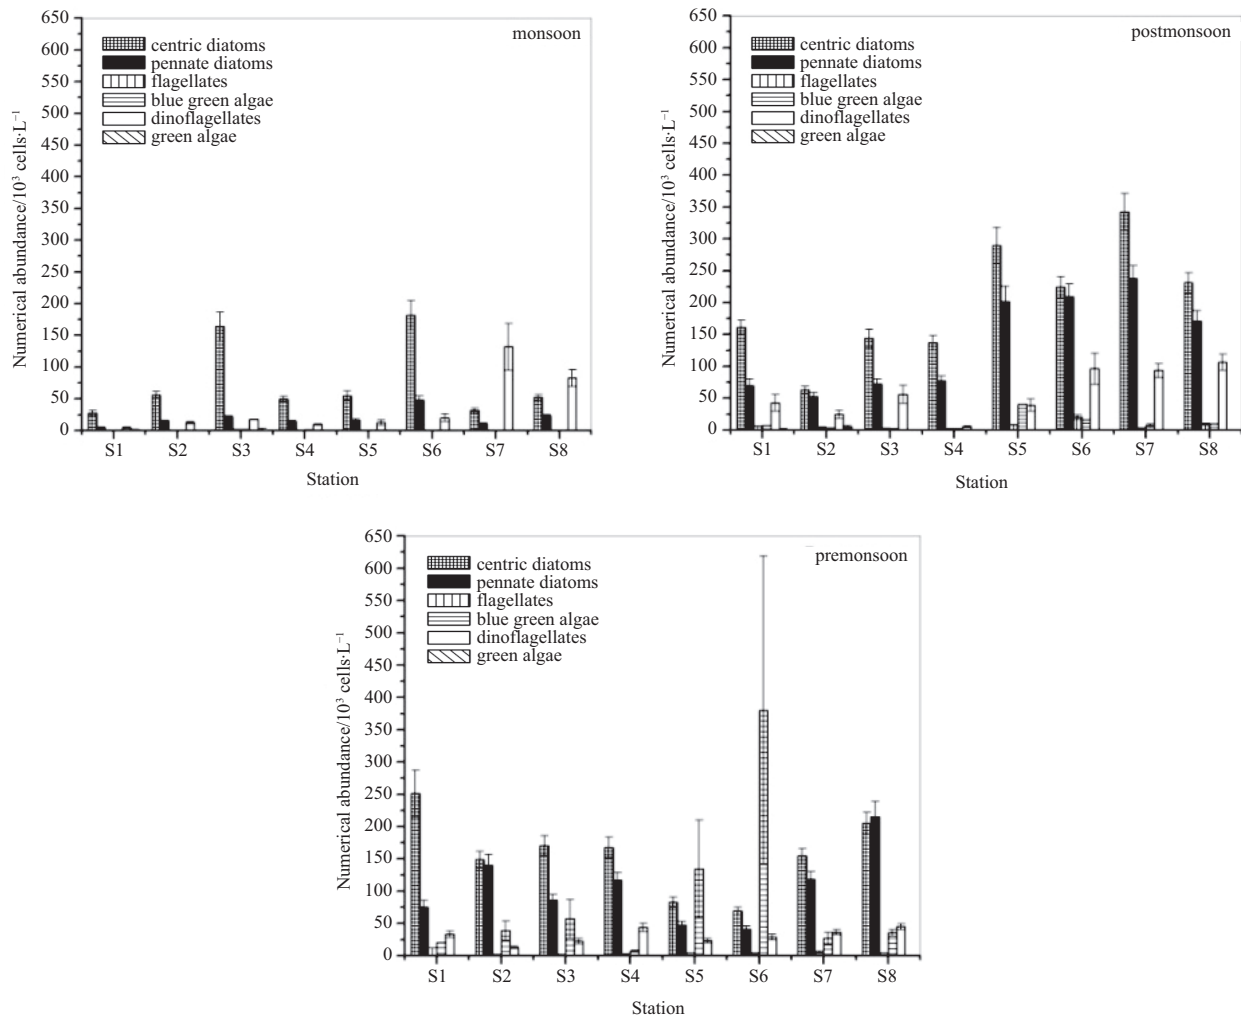 monsoon
650
600
550
500
450
400
350
300
250
200
150
100
50
0
Numerical abundance/10³ cells·L⁻¹
centric diatoms
pennate diatoms
flagellates
blue green algae
dinoflagellates
green algae
S1 S2 S3 S4 S5 S6 S7 S8
Station
postmonsoon
650
600
550
500
450
400
350
300
250
200
150
100
50
0
Numerical abundance/10³ cells·L⁻¹
centric diatoms
pennate diatoms
flagellates
blue green algae
dinoflagellates
green algae
S1 S2 S3 S4 S5 S6 S7 S8
Station
premonsoon
650
600
550
500
450
400
350
300
250
200
150
100
50
0
Numerical abundance/10³ cells·L⁻¹
centric diatoms
pennate diatoms
flagellates
blue green algae
dinoflagellates
green algae
S1 S2 S3 S4 S5 S6 S7 S8
Station